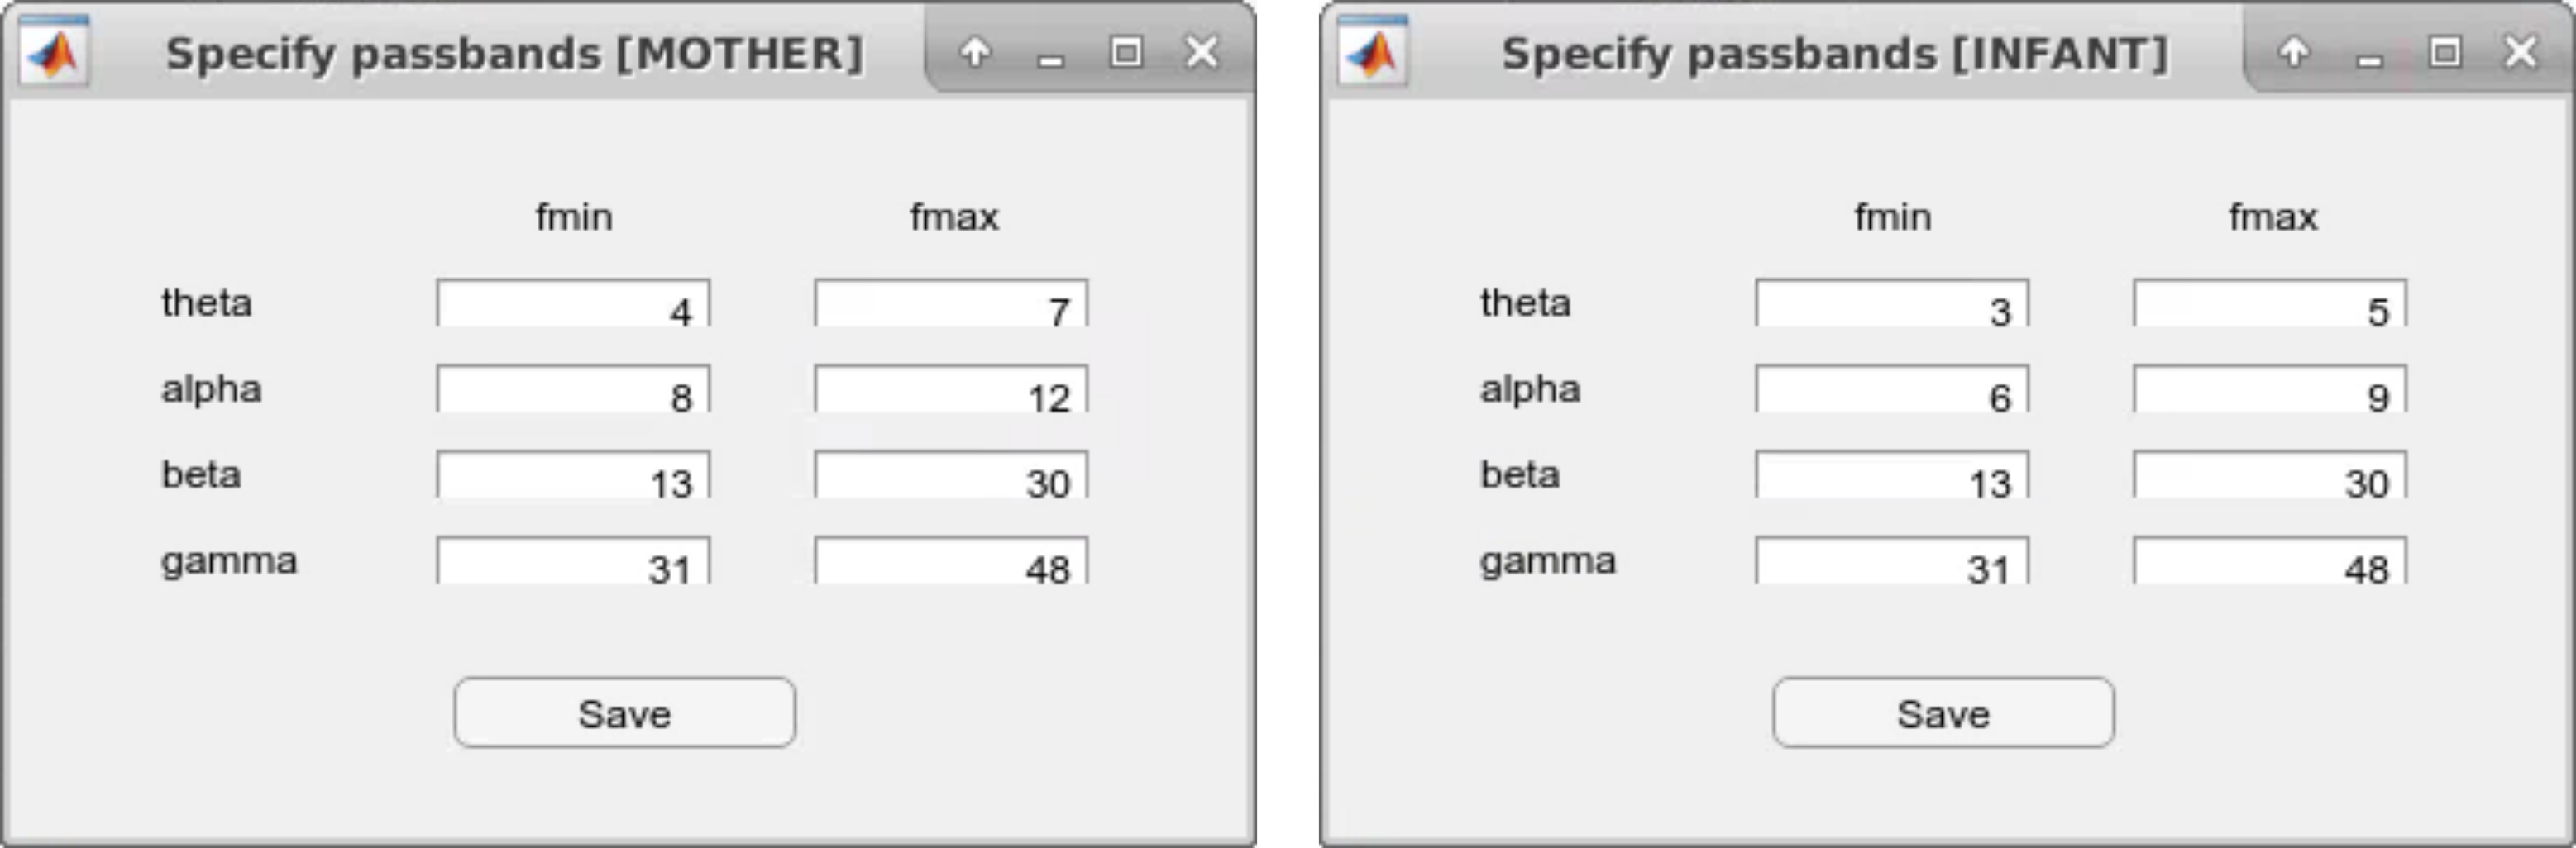 Specify passbands [MOTHER]
fmin fmax
theta 4 7
alpha 8 12
beta 13 30
gamma 31 48
Save
Specify passbands [INFANT]
fmin fmax
theta 3 5
alpha 6 9
beta 13 30
gamma 31 48
Save